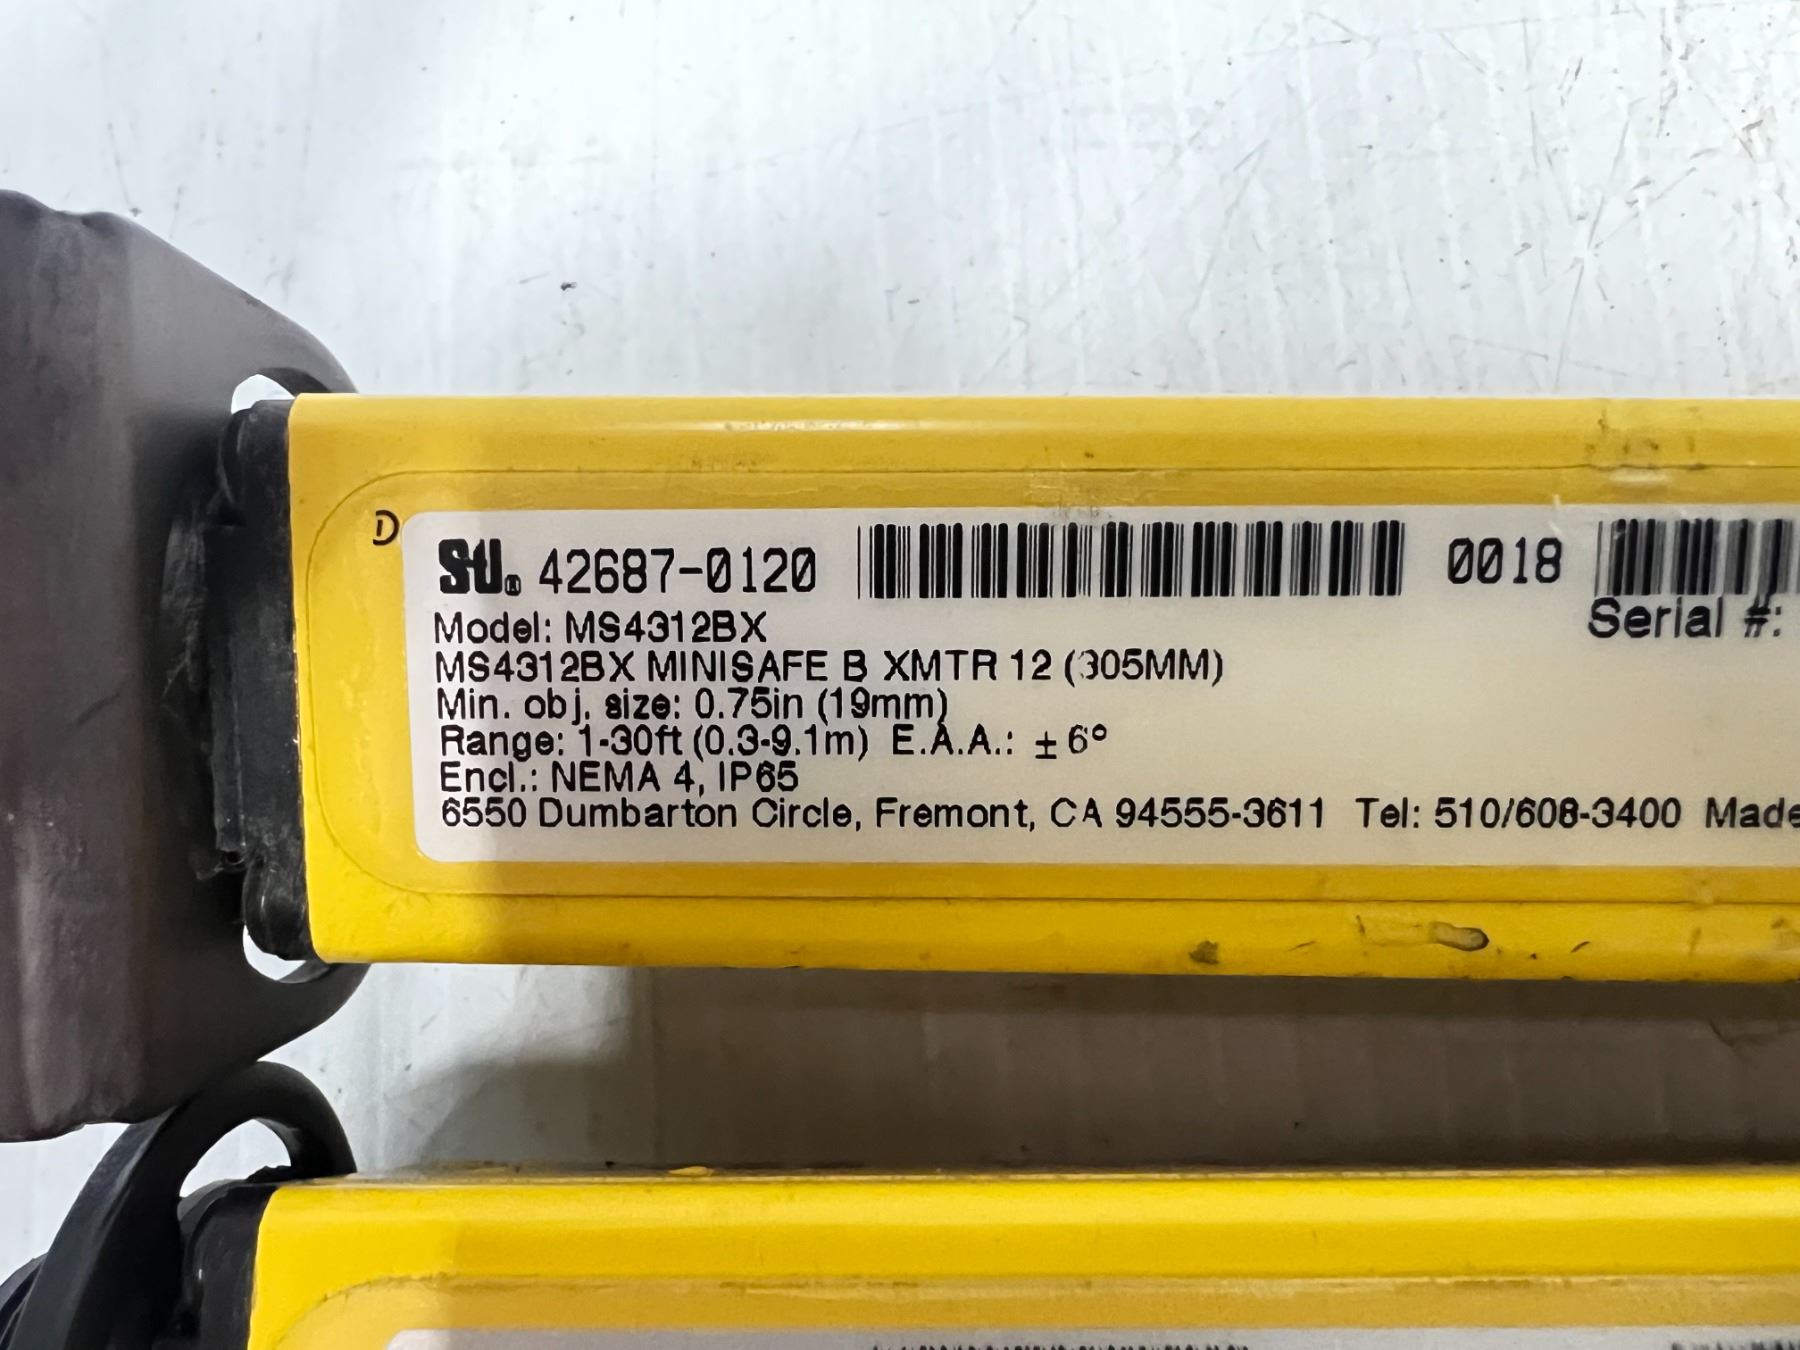 D
STI® 42687-0120 0018
Serial #:
Model: MS4312BX
MS4312BX MINISAFE B XMTR 12 (305MM)
Min. obj. size: 0.75in (19mm)
Range: 1-30ft (0.3-9.1m) E.A.A.: ±6°
Encl.: NEMA 4, IP65
6550 Dumbarton Circle, Fremont, CA 94555-3611 Tel: 510/608-3400 Made